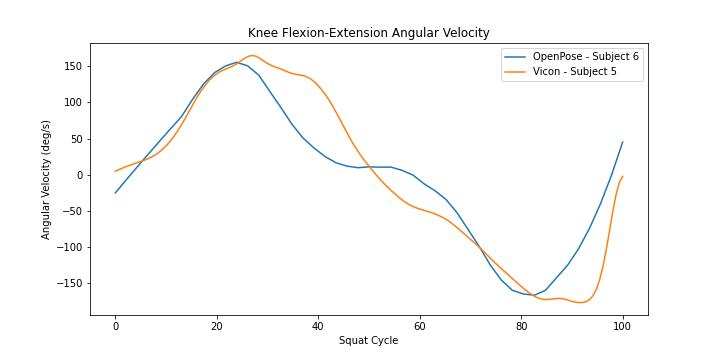 Knee Flexion-Extension Angular Velocity
OpenPose - Subject 6
Vicon - Subject 5
Angular Velocity (deg/s)
150
100
50
0
−50
−100
−150
0 20 40 60 80 100
Squat Cycle